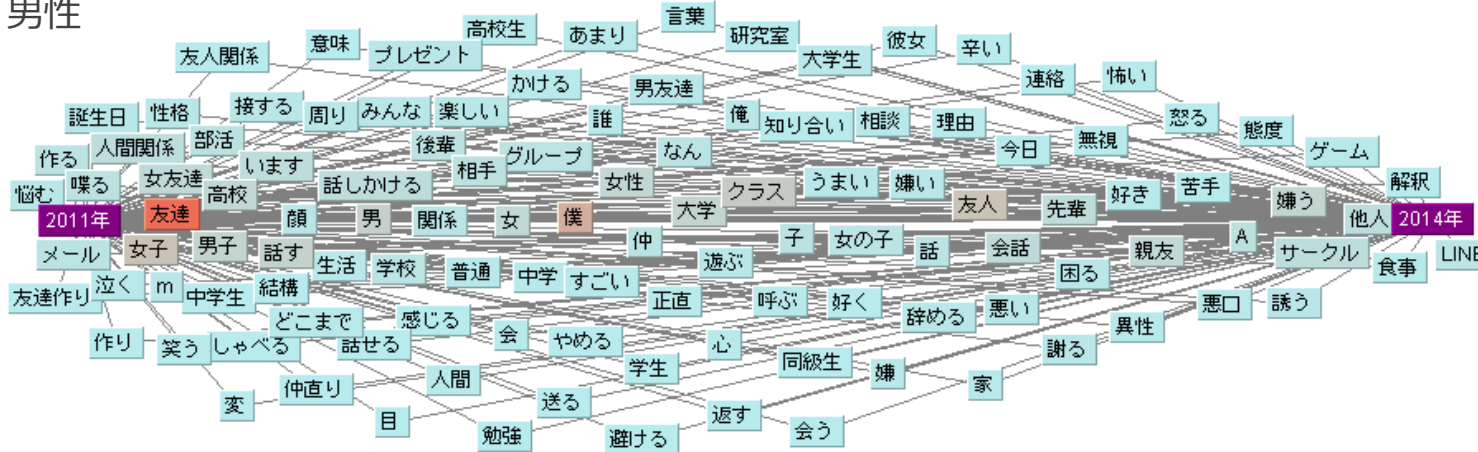 男性
言葉
高校生
あまり
研究室
彼女
辛い
友人関係
意味
プレゼント
大学生
連絡
怖い
かける
男友達
誕生日
性格
接する
周り
みんな
楽しい
誰
俺
知り合い
相談
理由
怒る
態度
無視
ゲーム
作る
人間関係
部活
後輩
グループ
なん
今日
います
相手
悩む
喋る
女友達
高校
話しかける
女性
クラス
うまい
嫌い
好き
苦手
解釈
嫌う
2011年
友達
顔
男
関係
女
僕
大学
友人
先輩
他人
2014年
メール
女子
男子
話す
仲
子
女の子
話
会話
親友
A
サークル
LINE
生活
学校
普通
中学
すごい
遊ぶ
困る
食事
友達作り
泣く
m
中学生
結構
正直
呼ぶ
好く
辞める
悪い
悪口
誘う
どこまで
感じる
会
やめる
心
異性
作り
笑う
しゃべる
話せる
学生
同級生
嫌
謝る
人間
仲直り
家
変
目
送る
返す
会う
勉強
避ける